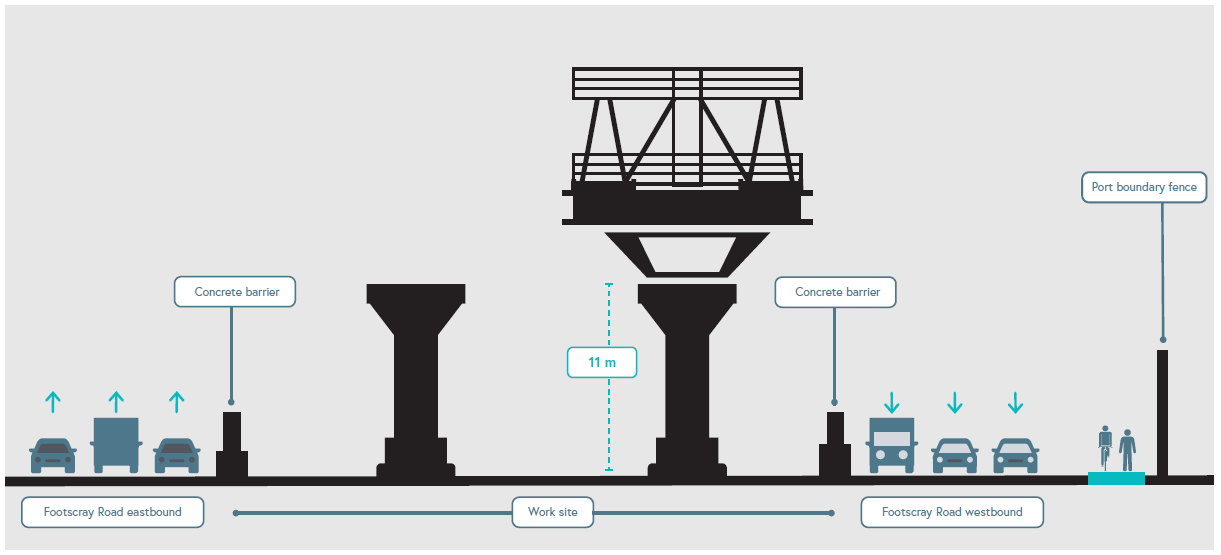 Port boundary fence
Concrete barrier
Concrete barrier
11 m
Footscray Road eastbound
Work site
Footscray Road westbound